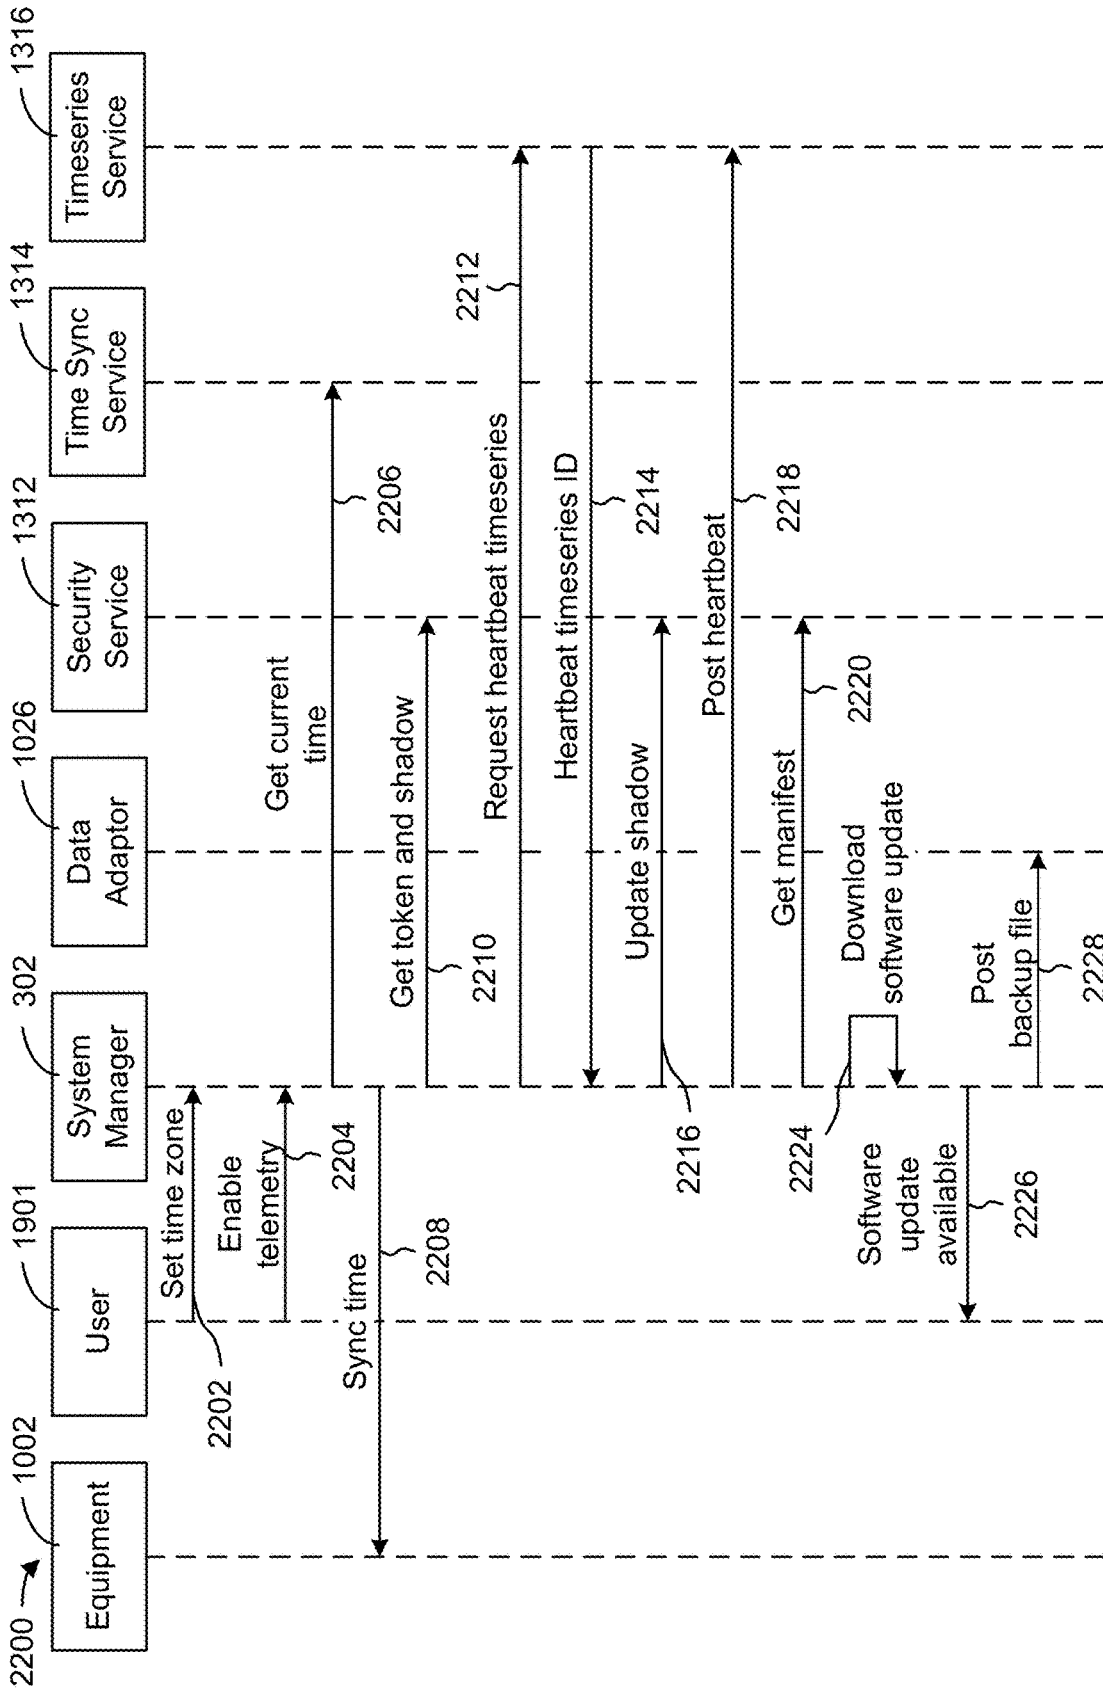 2200
1002
1901
302
1026
1312
1314
1316
Equipment
User
System
Manager
Data
Adaptor
Security
Service
Time Sync
Service
Timeseries
Service
Set time zone
2202
Enable
telemetry
2204
Get current
time
2206
Sync time
2208
Get token and shadow
2210
Request heartbeat timeseries
2212
Heartbeat timeseries ID
2214
Update shadow
2216
Post heartbeat
2218
Get manifest
2220
Download
software update
2224
Software
update
available
2226
Post
backup file
2228